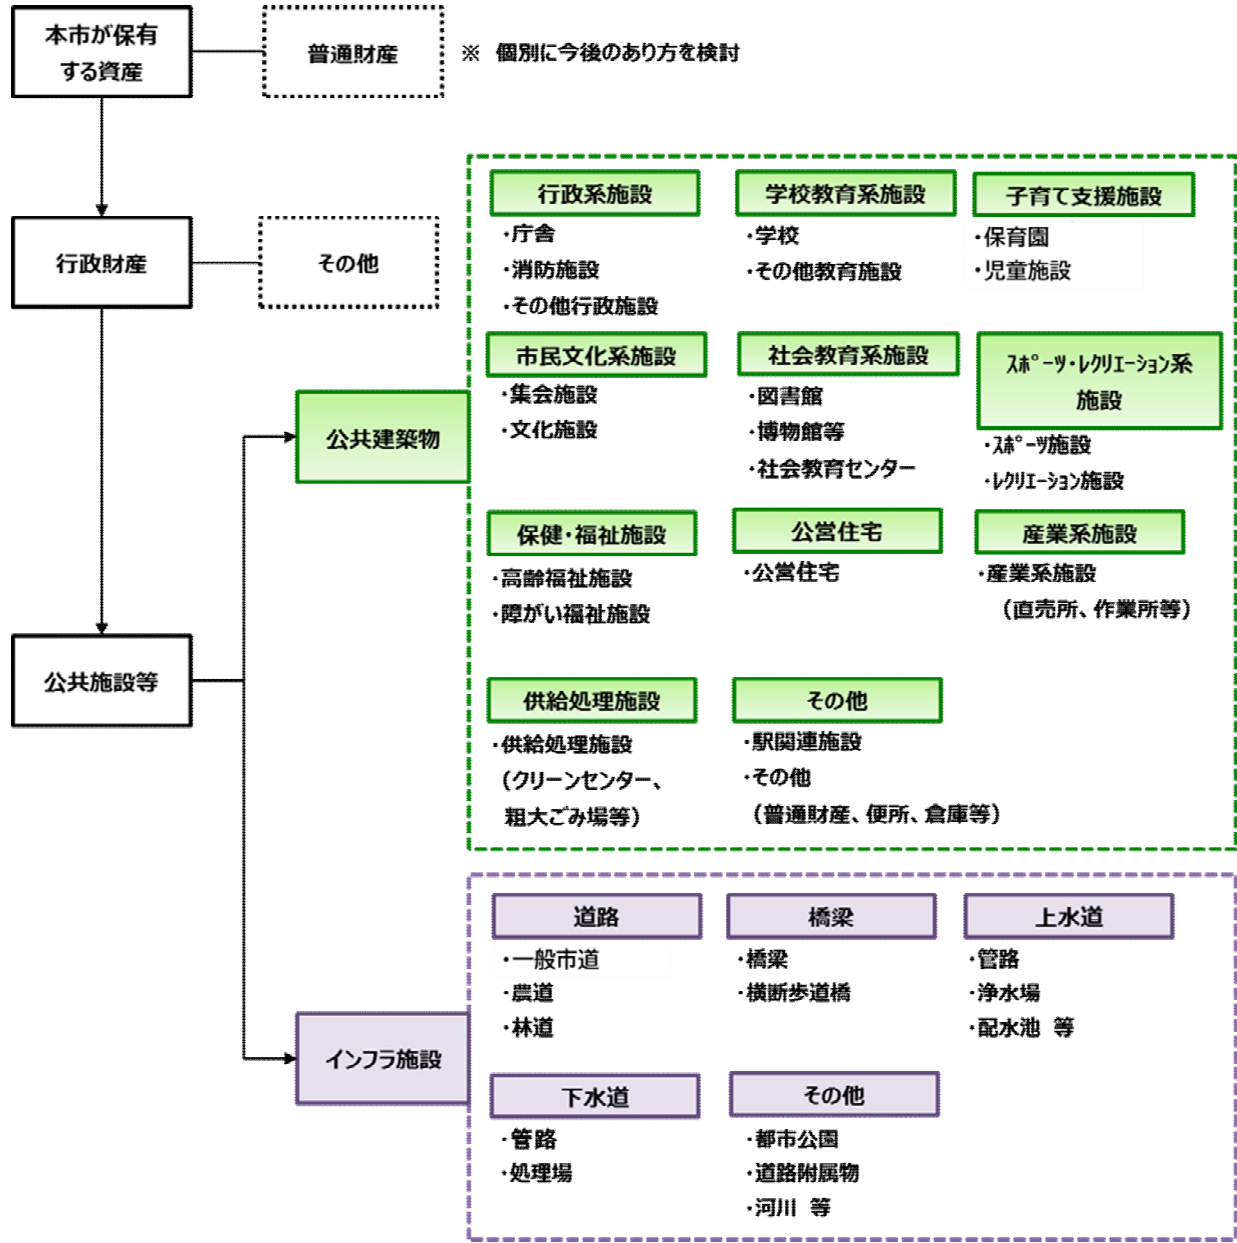 本市が保有
する資産
普通財産
※ 個別に今後のあり方を検討
行政財産
その他
公共施設等
公共建築物
行政系施設
・庁舎
・消防施設
・その他行政施設
学校教育系施設
・学校
・その他教育施設
子育て支援施設
・保育園
・児童施設
市民文化系施設
・集会施設
・文化施設
社会教育系施設
・図書館
・博物館等
・社会教育センター
ｽﾎﾟｰﾂ・ﾚｸﾘｴｰｼｮﾝ系
施設
・ｽﾎﾟｰﾂ施設
・ﾚｸﾘｴｰｼｮﾝ施設
保健・福祉施設
・高齢福祉施設
・障がい福祉施設
公営住宅
・公営住宅
産業系施設
・産業系施設
（直売所、作業所等）
供給処理施設
・供給処理施設
（クリーンセンター、
粗大ごみ場等）
その他
・駅関連施設
・その他
（普通財産、便所、倉庫等）
インフラ施設
道路
・一般市道
・農道
・林道
橋梁
・橋梁
・横断歩道橋
上水道
・管路
・浄水場
・配水池 等
下水道
・管路
・処理場
その他
・都市公園
・道路附属物
・河川 等